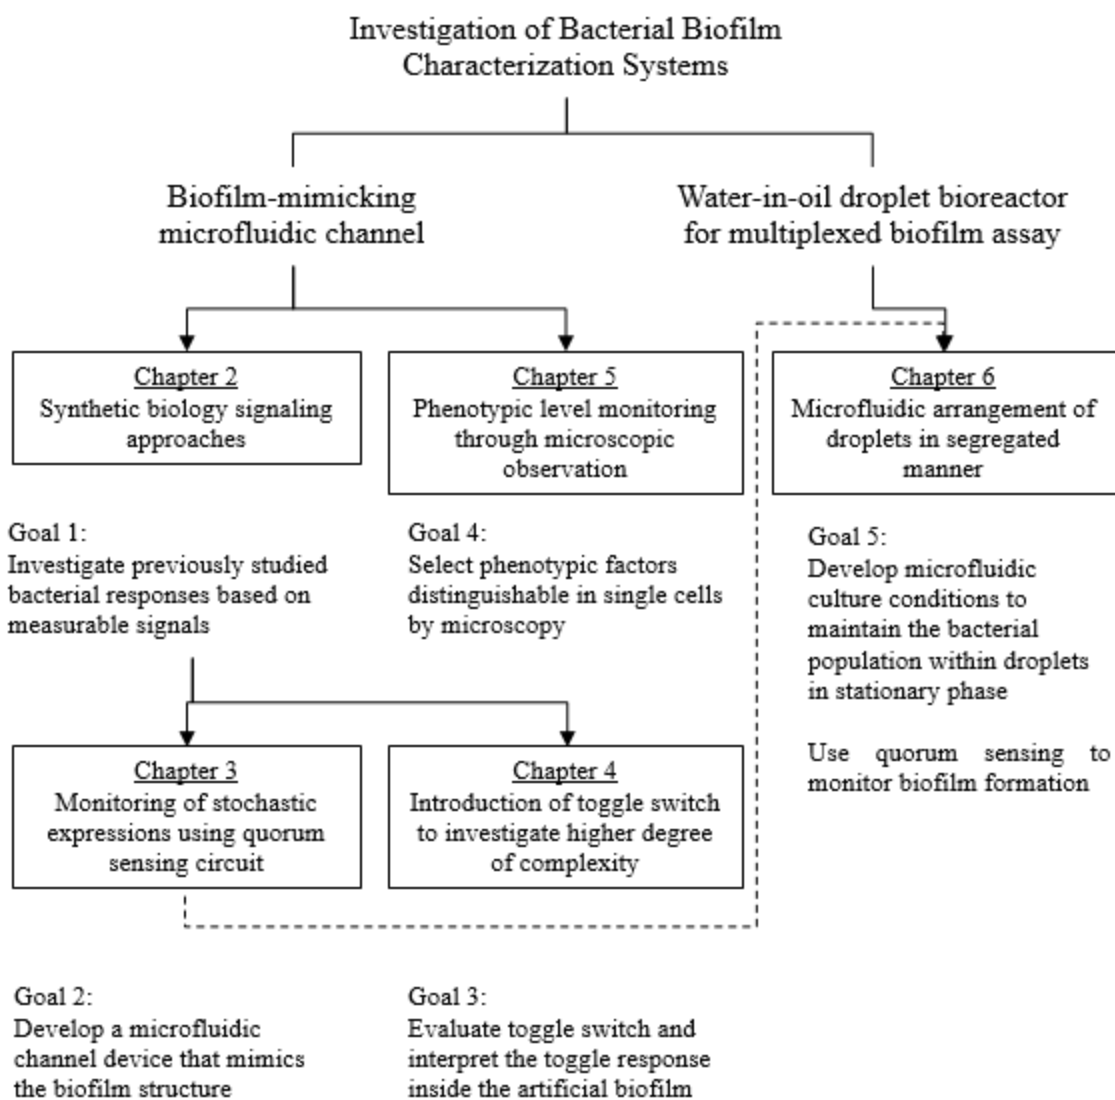 Investigation of Bacterial Biofilm
Characterization Systems
Biofilm-mimicking
microfluidic channel
Water-in-oil droplet bioreactor
for multiplexed biofilm assay
Chapter 2
Synthetic biology signaling
approaches
Chapter 5
Phenotypic level monitoring
through microscopic
observation
Chapter 6
Microfluidic arrangement of
droplets in segregated
manner
Goal 1:
Investigate previously studied
bacterial responses based on
measurable signals
Goal 4:
Select phenotypic factors
distinguishable in single cells
by microscopy
Goal 5:
Develop microfluidic
culture conditions to
maintain the bacterial
population within droplets
in stationary phase
Use quorum sensing to
monitor biofilm formation
Chapter 3
Monitoring of stochastic
expressions using quorum
sensing circuit
Chapter 4
Introduction of toggle switch
to investigate higher degree
of complexity
Goal 2:
Develop a microfluidic
channel device that mimics
the biofilm structure
Goal 3:
Evaluate toggle switch and
interpret the toggle response
inside the artificial biofilm